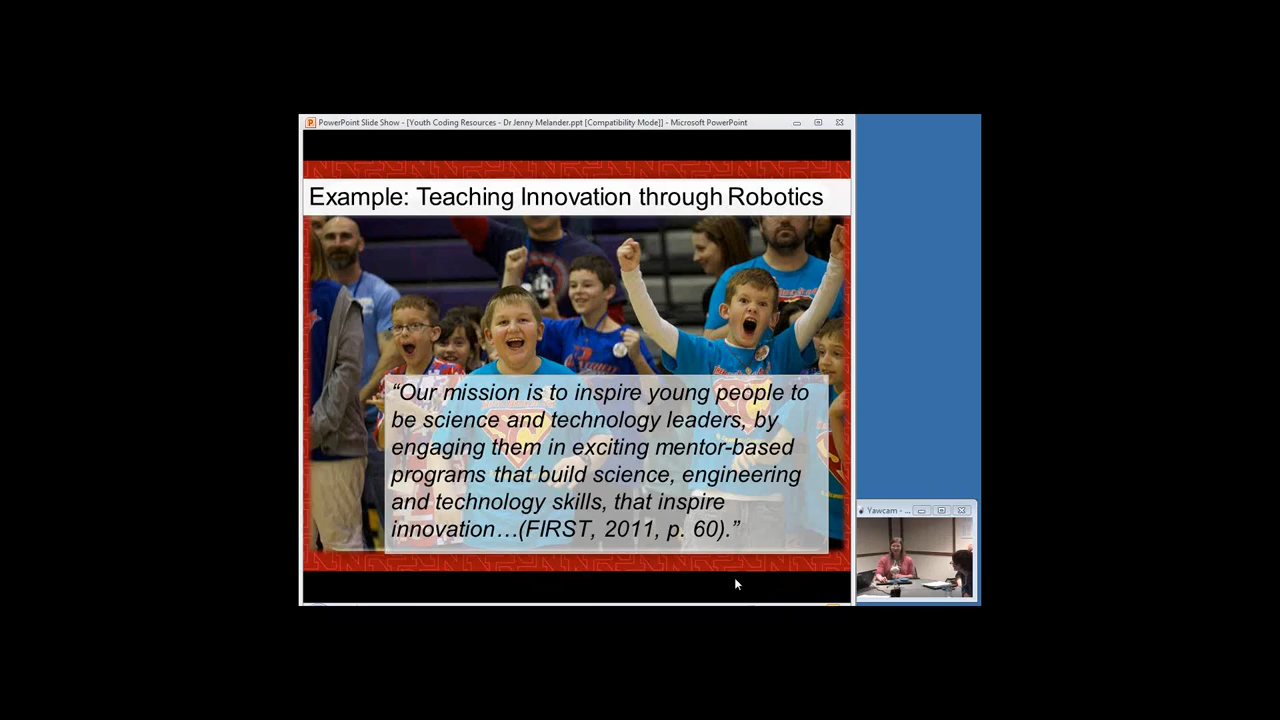 PowerPoint Slide Show - [Youth Coding Resources - Dr Jenny Melander.ppt [Compatibility Mode]] - Microsoft PowerPoint
Example: Teaching Innovation through Robotics
“Our mission is to inspire young people to
be science and technology leaders, by
engaging them in exciting mentor-based
programs that build science, engineering
and technology skills, that inspire
innovation…(FIRST, 2011, p. 60).”
Yawcam - ...